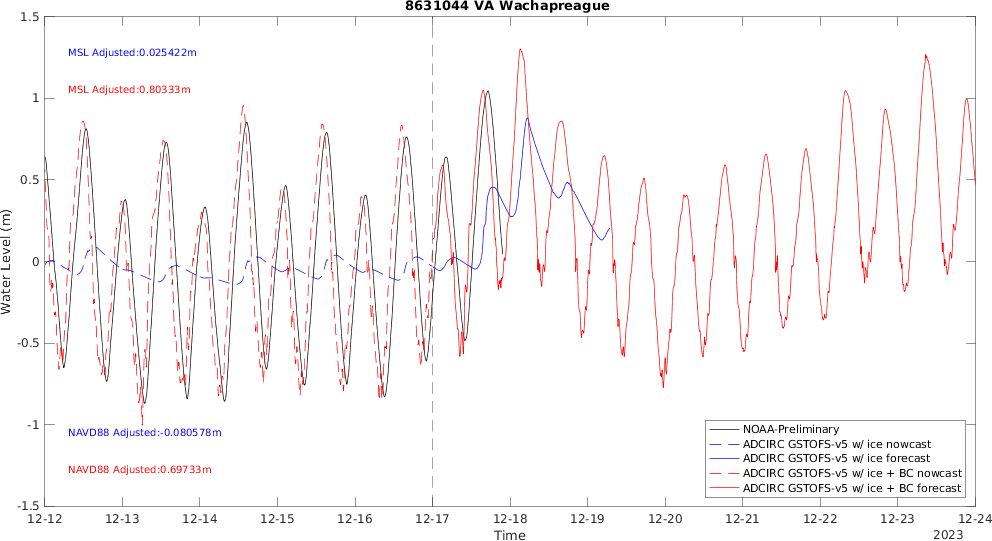 8631044 VA Wachapreague
1.5
1
0.5
0
-0.5
-1
-1.5
Water Level (m)
MSL Adjusted:0.025422m
MSL Adjusted:0.80333m
NAVD88 Adjusted:-0.080578m
NAVD88 Adjusted:0.69733m
NOAA-Preliminary
ADCIRC GSTOFS-v5 w/ ice nowcast
ADCIRC GSTOFS-v5 w/ ice forecast
ADCIRC GSTOFS-v5 w/ ice + BC nowcast
ADCIRC GSTOFS-v5 w/ ice + BC forecast
12-12 12-13 12-14 12-15 12-16 12-17 12-18 12-19 12-20 12-21 12-22 12-23 12-24
Time
2023